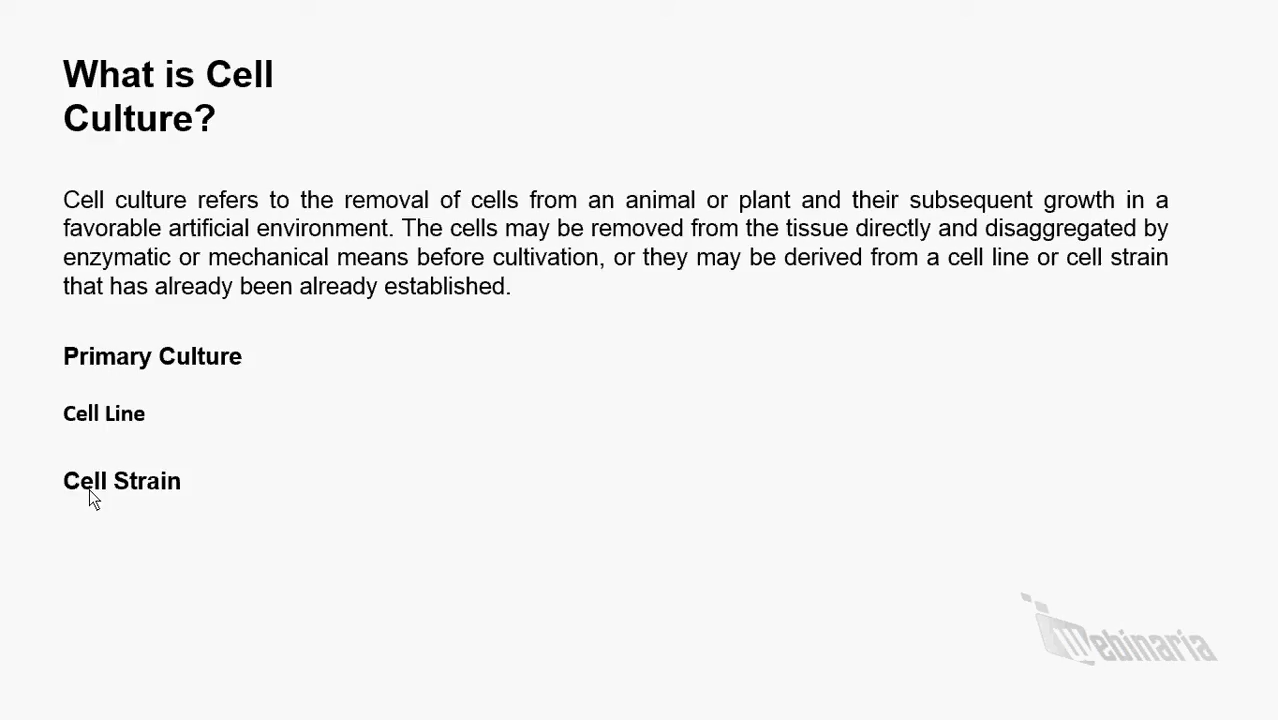 What is Cell
Culture?
Cell culture refers to the removal of cells from an animal or plant and their subsequent growth in a
favorable artificial environment. The cells may be removed from the tissue directly and disaggregated by
enzymatic or mechanical means before cultivation, or they may be derived from a cell line or cell strain
that has already been already established.
Primary Culture
Cell Line
Cell Strain
Webinaria